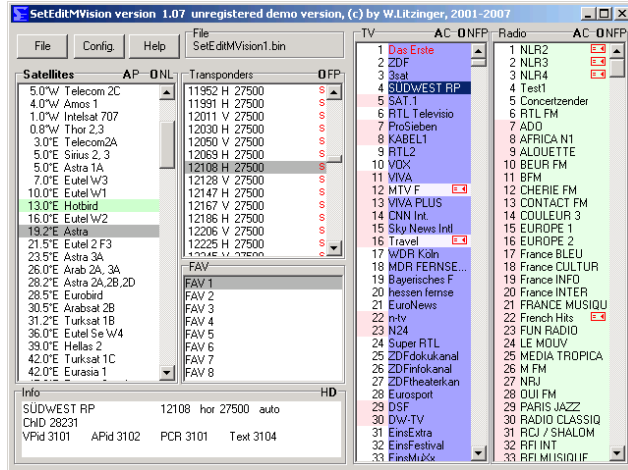 SetEditMVision version 1.07 unregistered demo version, (c) by W.Litzinger, 2001-2007
File Config. Help
File
SetEditMVision1.bin
Satellites AP ONL
5.0°W Telecom 2C
4.0°W Amos 1
1.0°W Intelsat 707
0.8°W Thor 2,3
3.0°E Telecom2A
5.0°E Sirius 2, 3
5.0°E Astra 1A
7.0°E Eutel W3
10.0°E Eutel W1
13.0°E Hotbird
16.0°E Eutel W2
19.2°E Astra
21.5°E Eutel 2 F3
23.5°E Astra 3A
26.0°E Arab 2A, 3A
28.2°E Astra 2A,2B,2D
28.5°E Eurobird
30.5°E Arabsat 2B
31.2°E Turksat 1B
36.0°E Eutel Se W4
39.0°E Hellas 2
42.0°E Turksat 1C
42.0°E Eurasia 1
Transponders OFP
11952 H 27500 S
11991 H 27500 S
12011 V 27500 S
12030 H 27500 S
12050 V 27500 S
12069 H 27500 S
12108 H 27500 S
12128 V 27500 S
12147 H 27500 S
12167 V 27500 S
12186 H 27500 S
12206 V 27500 S
12225 H 27500 S
12245 V 27500 S
FAV
FAV 1
FAV 2
FAV 3
FAV 4
FAV 5
FAV 6
FAV 7
FAV 8
Info HD
SÜDWEST RP 12108 hor 27500 auto
ChID 28231
VPid 3101 APid 3102 PCR 3101 Text 3104
TV AC ONFP
1 Das Erste
2 ZDF
3 3sat
4 SÜDWEST RP
5 SAT.1
6 RTL Televisio
7 ProSieben
8 KABEL1
9 RTL2
10 VOX
11 VIVA
12 MTV F
13 VIVA PLUS
14 CNN Int.
15 Sky News Intl
16 Travel
17 WDR Köln
18 MDR FERNSE...
19 Bayerisches F
20 hessen fernse
21 EuroNews
22 n-tv
23 N24
24 Super RTL
25 ZDFdokukanal
26 ZDFinfokanal
27 ZDFtheaterkan
28 Eurosport
29 DSF
30 DW-TV
31 EinsExtra
32 EinsFestival
33 EinsMuXx
Radio AC ONFP
1 NLR2
2 NLR3
3 NLR4
4 Test1
5 Concertzender
6 RTL FM
7 ADO
8 AFRICA N1
9 ALOUETTE
10 BEUR FM
11 BFM
12 CHERIE FM
13 CONTACT FM
14 COULEUR 3
15 EUROPE 1
16 EUROPE 2
17 France BLEU
18 France CULTUR
19 France INFO
20 France INTER
21 FRANCE MUSIQU
22 French Hits
23 FUN RADIO
24 LE MOUV
25 MEDIA TROPICA
26 M FM
27 NRJ
28 OUI FM
29 PARIS JAZZ
30 RADIO CLASSIQ
31 RCJ / SHALOM
32 RFI INT
33 RFI MUSIQUE